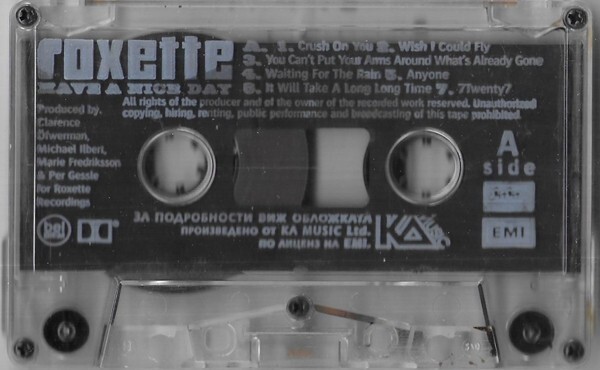 roxette
HAVE A NICE DAY
A. 1. Crush On You 2. Wish I Could Fly
3. You Can't Put Your Arms Around What's Already Gone
4. Waiting For The Rain 5. Anyone
6. It Will Take A Long Long Time 7. 7Twenty7
All rights of the producer and of the owner of the recorded work reserved. Unauthorized
copying, hiring, renting, public performance and broadcasting of this tape prohibited.
Produced by.
Clarence
Öfwerman,
Michael Ilbert,
Marie Fredriksson
& Per Gessle
for Roxette
Recordings
A
side
ЗА ПОДРОБНОСТИ ВИЖ ОБЛОЖКАТА
ПРОИЗВЕДЕНО ОТ KA MUSIC Ltd.
ПО ЛИЦЕНЗ НА EMI.
KA
EMI